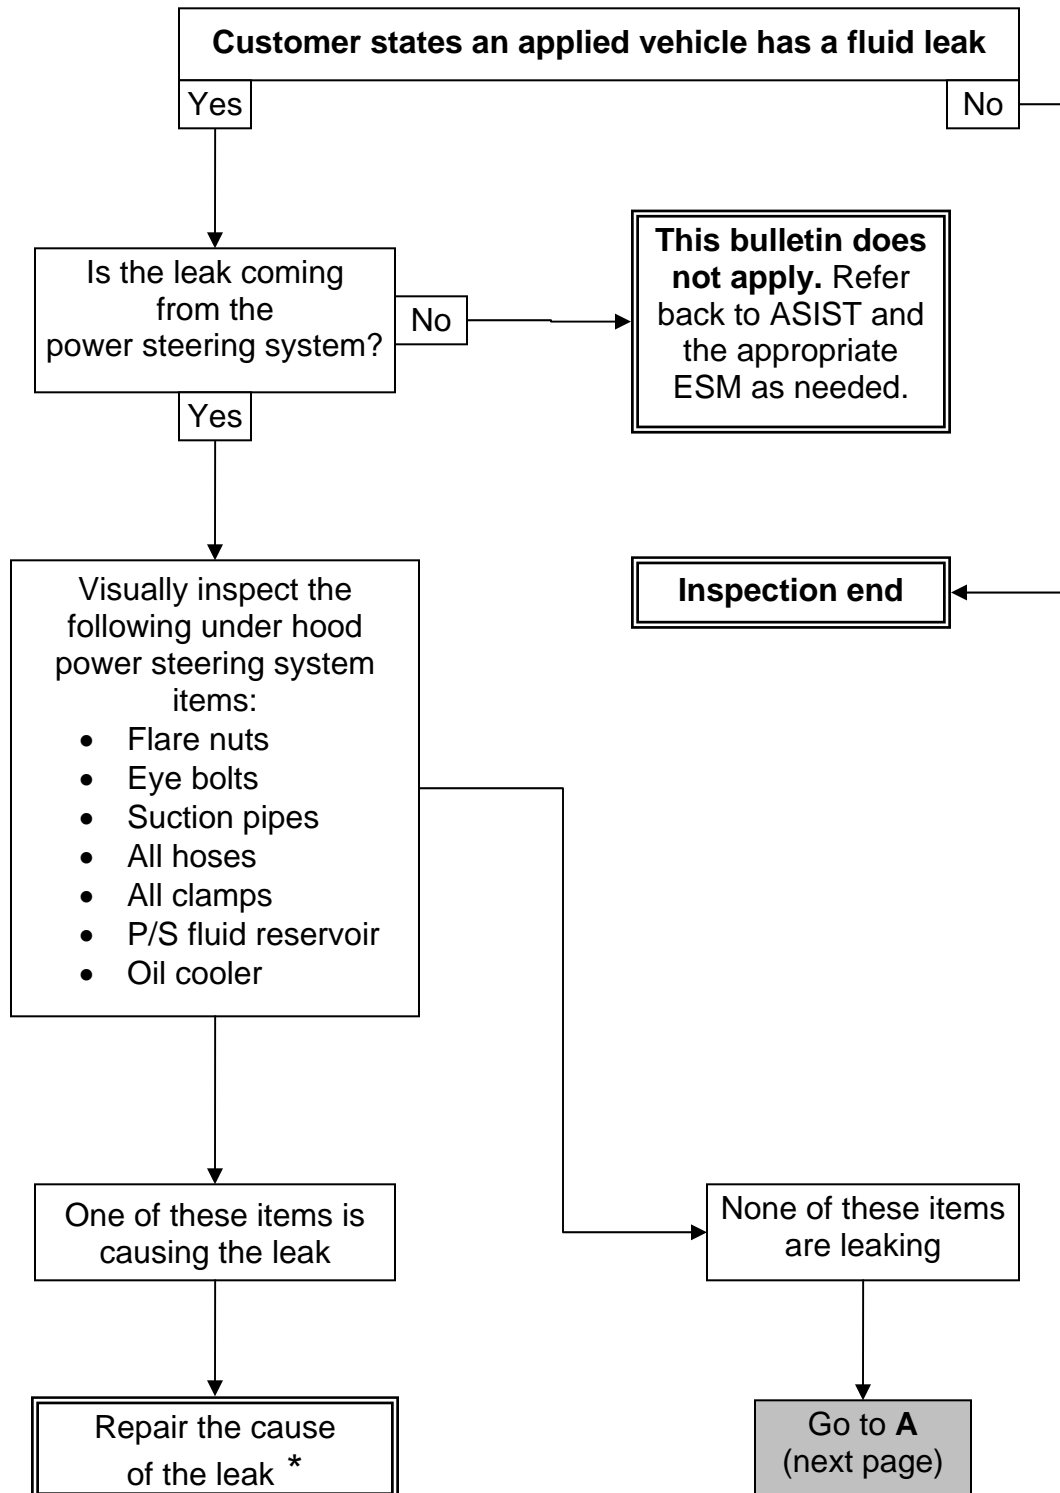 Customer states an applied vehicle has a fluid leak
Yes
No
Is the leak coming
from the
power steering system?
No
Yes
This bulletin does
not apply. Refer
back to ASIST and
the appropriate
ESM as needed.
Inspection end
Visually inspect the
following under hood
power steering system
items:
• Flare nuts
• Eye bolts
• Suction pipes
• All hoses
• All clamps
• P/S fluid reservoir
• Oil cooler
One of these items is
causing the leak
None of these items
are leaking
Repair the cause
of the leak *
Go to A
(next page)